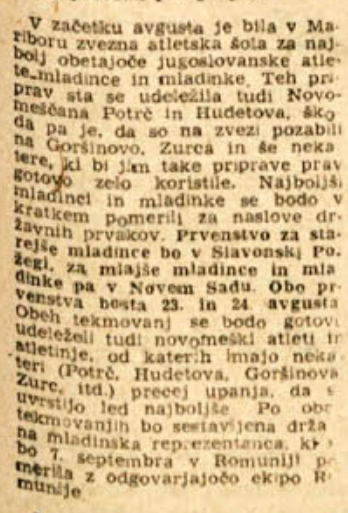 V začetku avgusta je bila v Ma-
riboru zvezna atletska šola za naj-
bolj obetajoče jugoslovanske atle-
te mladince in mladinke. Teh pri-
prav sta se udeležila tudi Novo-
meščana Potrč in Hudetova, ško
da pa je, da so na zvezi pozabili
na Goršinovo, Zurca in še neka
tere, ki bi jim take priprave prav
gotovo zelo koristile. Najboljši
mladinci in mladinke se bodo v
kratkem pomerili za naslove dr-
žavnih prvakov. Prvenstvo za sta-
rejše mladince bo v Slavonski Po-
žegi, za mlajše mladince in mla
dinke pa v Novem Sadu. Obe pr-
venstva bosta 23. in 24. avgusta
Obeh tekmovanj se bodo gotovo
udeležili tudi novomeški atleti in
atletinje, od katerih imajo neka-
teri (Potrč, Hudetova, Goršinova
Zurc, itd.) precej upanja, da s
uvrstijo med najboljše Po obe
tekmovanjih bo sestavljena drža
na mladinska reprezentanca, ki
bo 7. septembra v Romuniji po
merila z odgovarjajočo ekipo R
munije